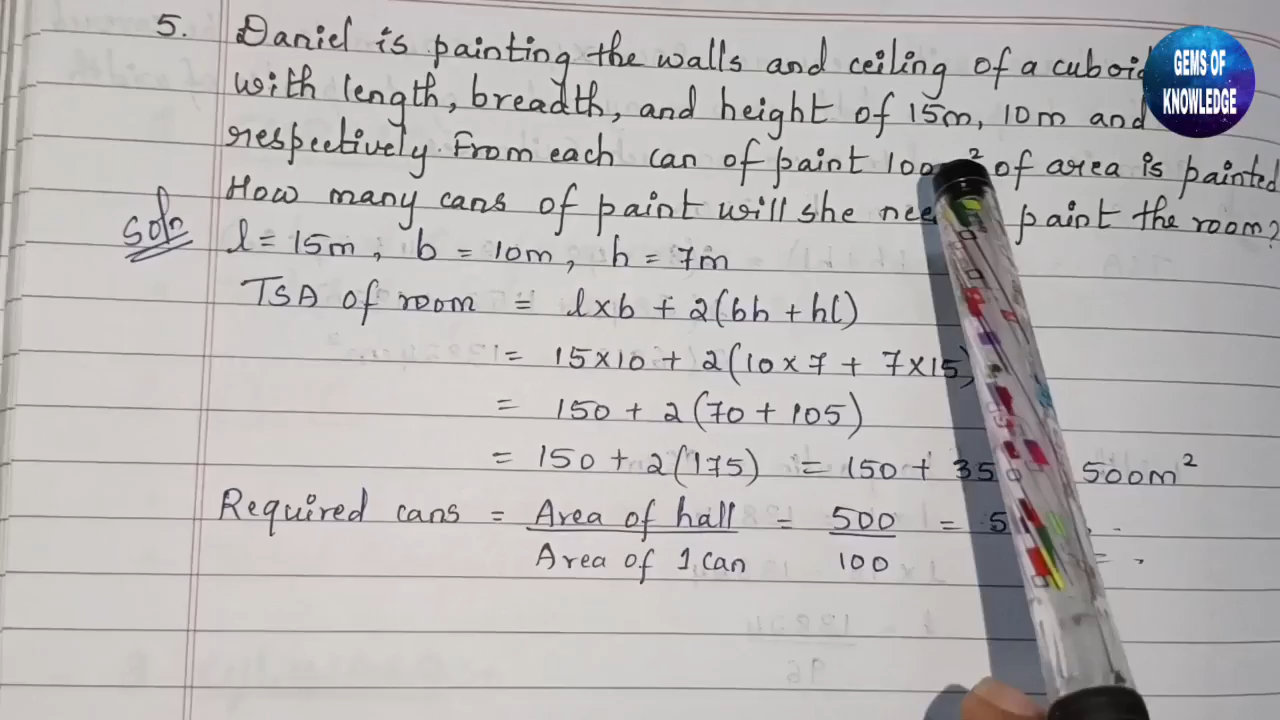 5. Daniel is painting the walls and ceiling of a cuboid
with length, breadth, and height of 15m, 10m and
respectively. From each can of paint 100 ² of area is painted
How many cans of paint will she paint the room?
Soln
l = 15m, b = 10m, h = 7m
TSA of room = l×b + 2(bh + hl)
= 15×10 + 2(10×7 + 7×15)
= 150 + 2(70 + 105)
= 150 + 2(175) = 150 + 35 500m²
Required cans = Area of hall / Area of 1 can = 500 / 100 = 5
GEMS OF
KNOWLEDGE